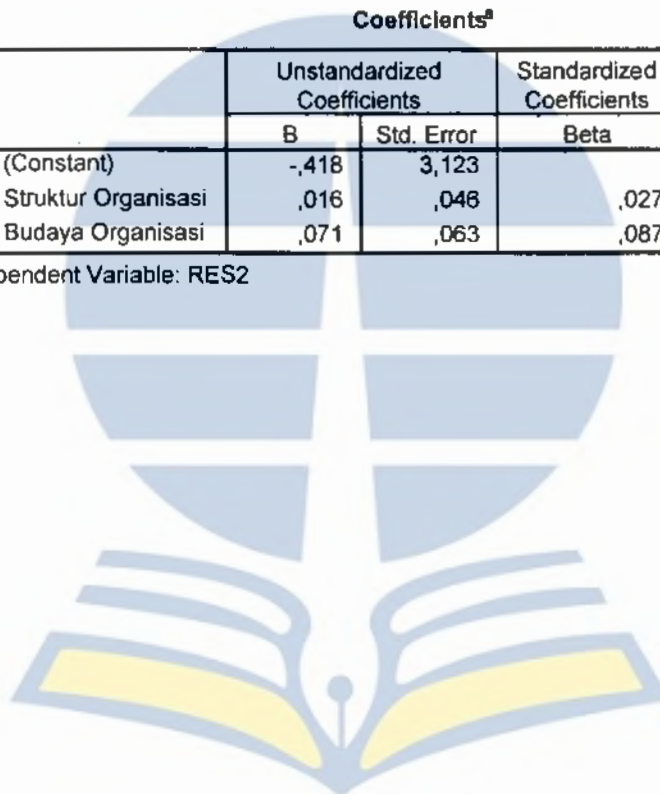 Coefficientsª
Unstandardized Coefficients Standardized Coefficients
B Std. Error Beta
(Constant) -,418 3,123
Struktur Organisasi ,016 ,046 ,027
Budaya Organisasi ,071 ,063 ,087
pendent Variable: RES2